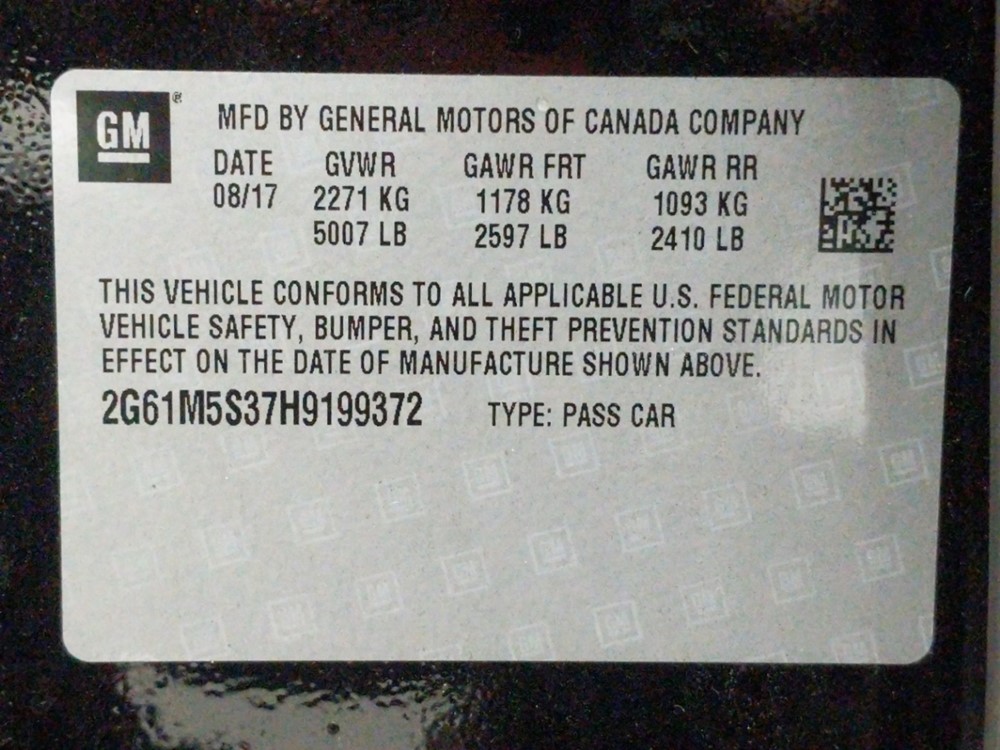 GM ®
MFD BY GENERAL MOTORS OF CANADA COMPANY
DATE GVWR GAWR FRT GAWR RR
08/17 2271 KG 1178 KG 1093 KG
5007 LB 2597 LB 2410 LB
THIS VEHICLE CONFORMS TO ALL APPLICABLE U.S. FEDERAL MOTOR
VEHICLE SAFETY, BUMPER, AND THEFT PREVENTION STANDARDS IN
EFFECT ON THE DATE OF MANUFACTURE SHOWN ABOVE.
2G61M5S37H9199372 TYPE: PASS CAR